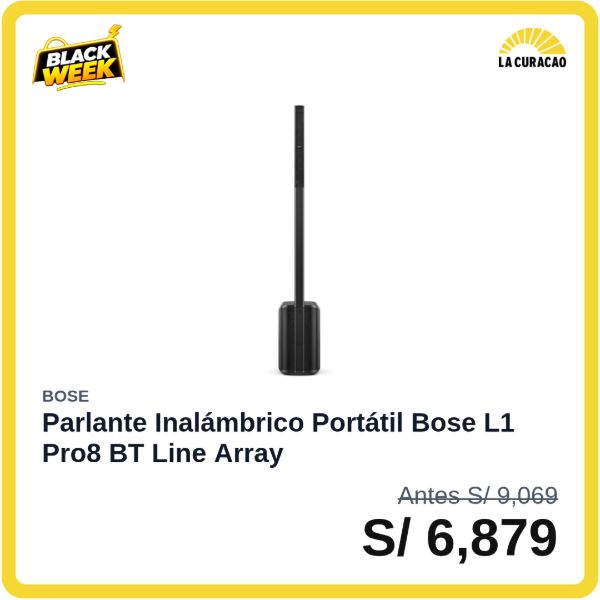 BLACK
WEEK
LA CURACAO
BOSE
Parlante Inalámbrico Portátil Bose L1
Pro8 BT Line Array
Antes S/ 9,069
S/ 6,879